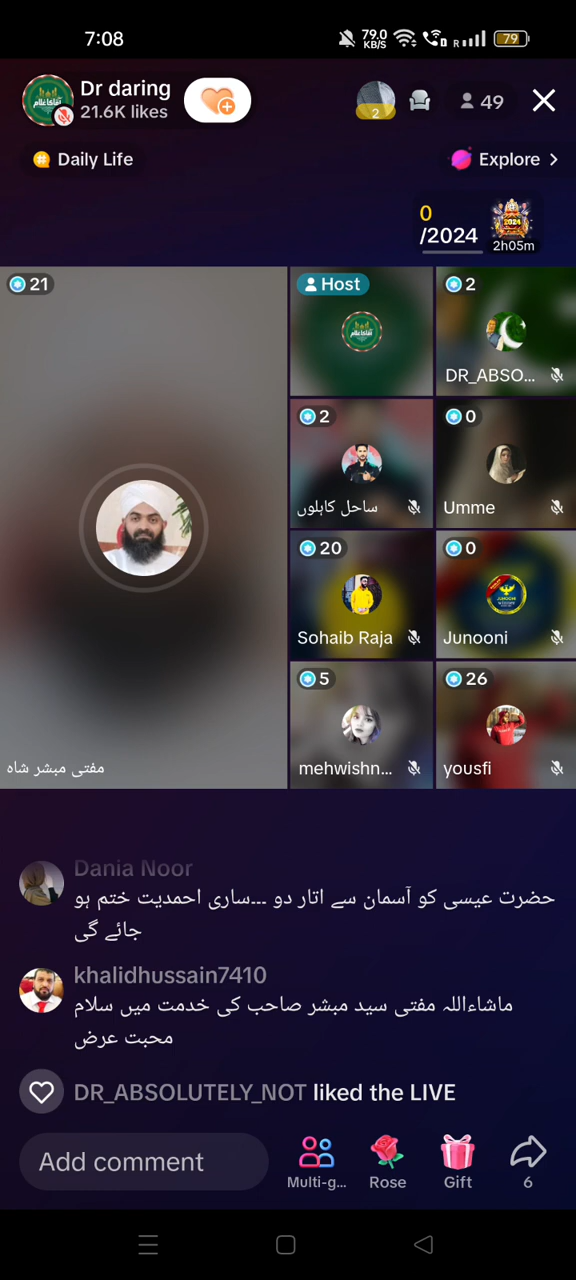 7:08
79.0
KB/S
R
79
Dr daring
21.6K likes
2
49
Daily Life
Explore
0
/2024
2024
2h05m
21
Host
2
DR_ABSO...
2
0
ساحل کاہلوں
Umme
20
0
Sohaib Raja
Junooni
5
26
mehwishn...
yousfi
مفتی مبشر شاہ
Dania Noor
حضرت عیسی کو آسمان سے اتار دو ---ساری احمدیت ختم ہو
جائے گی
khalidhussain7410
ماشاءاللہ مفتی سید مبشر صاحب کی خدمت میں سلام
محبت عرض
DR_ABSOLUTELY_NOT liked the LIVE
Add comment
Multi-g...
Rose
Gift
6